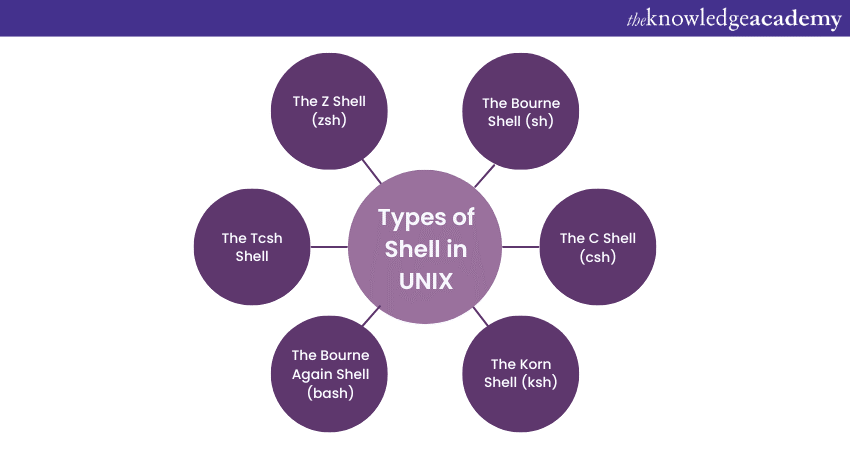 theknowledgeacademy
The Z Shell
(zsh)
The Bourne
Shell (sh)
Types of
Shell in
UNIX
The Tcsh
Shell
The C Shell
(csh)
The Bourne
Again Shell
(bash)
The Korn
Shell (ksh)